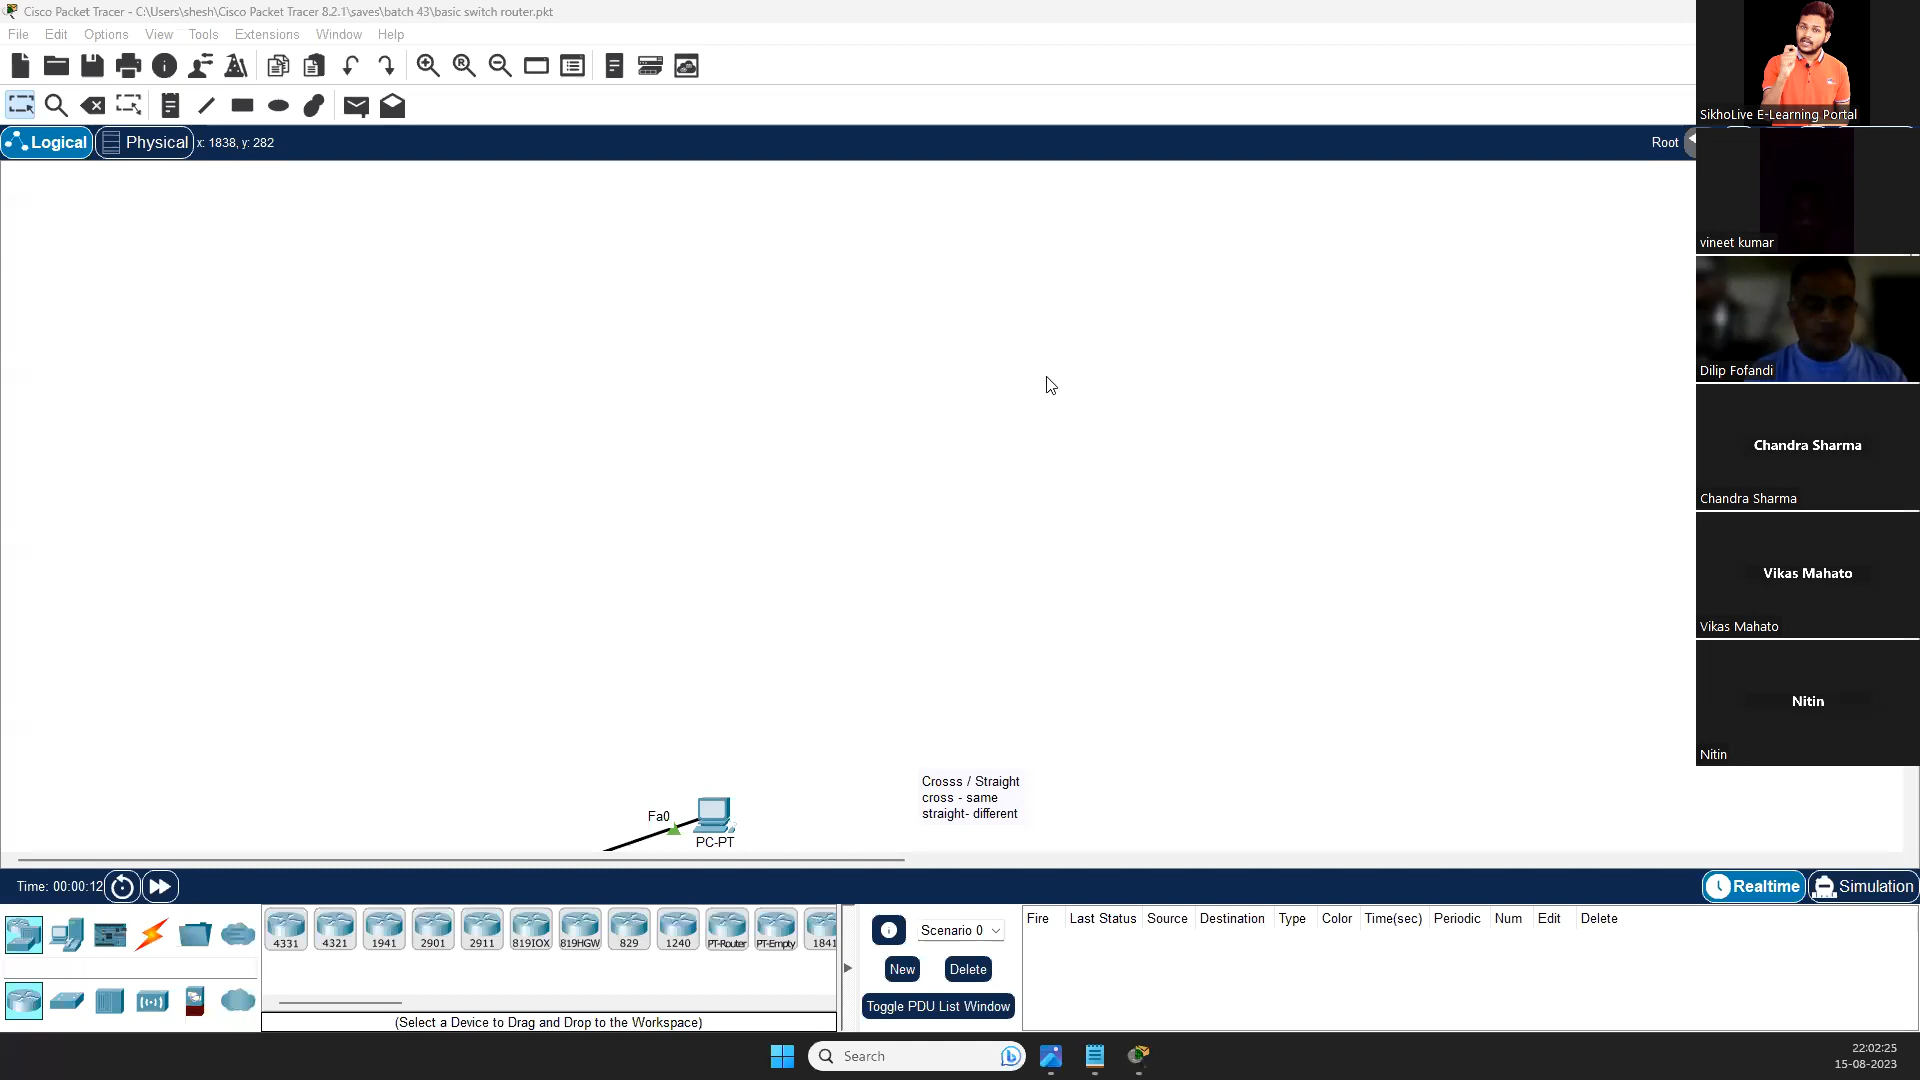 Cisco Packet Tracer - C:\Users\shesh\Cisco Packet Tracer 8.2.1\saves\batch 43\basic switch router.pkt
File Edit Options View Tools Extensions Window Help
Logical Physical x: 1838, y: 282 Root
SikhoLive E-Learning Portal
vineet kumar
Dilip Fofandi
Chandra Sharma
Chandra Sharma
Vikas Mahato
Vikas Mahato
Nitin
Nitin
Crosss / Straight
cross - same
straight- different
Fa0
PC-PT
Time: 00:00:12 Realtime Simulation
4331 4321 1941 2901 2911 819IOX 819HGW 829 1240 PT-Router PT-Empty 1841
(Select a Device to Drag and Drop to the Workspace)
Scenario 0
New Delete
Toggle PDU List Window
Fire Last Status Source Destination Type Color Time(sec) Periodic Num Edit Delete
Search
22:02:25
15-08-2023